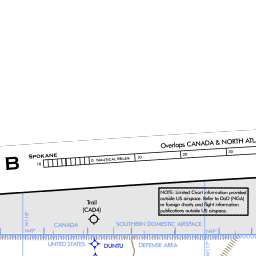 Overlaps CANADA & NORTH ATL
B
SPOKANE
10 0 NAUTICAL MILES 10 20 30
NOTE: Limited Chart information provided
outside US airspace. Refer to DoD (NGA)
or foreign charts and flight information
publications outside US airspace.
Trail
(CAD4)
CANADA
SOUTHERN DOMESTIC AIRSPACE
UNITED STATES
DUNTU
DEFENSE AREA